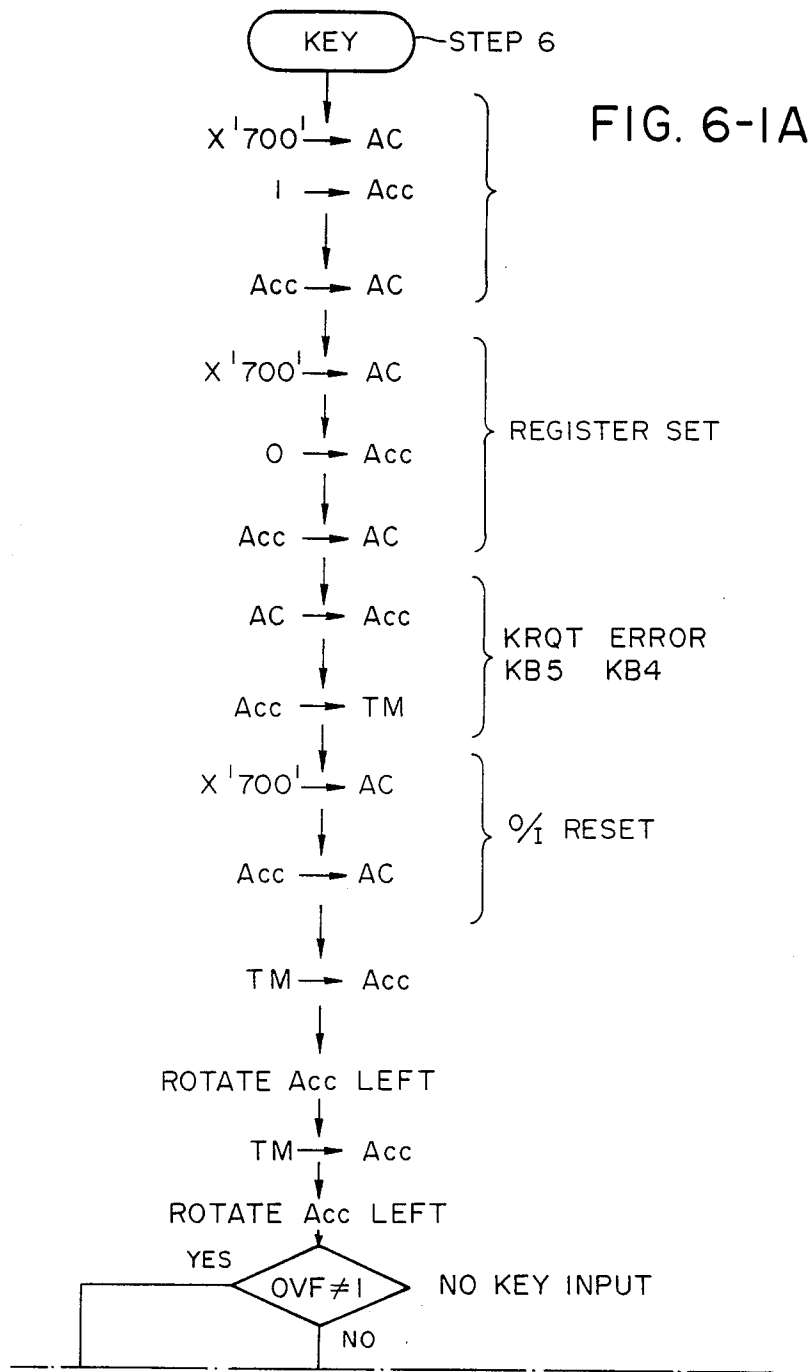 KEY STEP 6
FIG. 6-1A
X'700' → AC
1 → Acc
Acc → AC
X'700' → AC
0 → Acc
REGISTER SET
Acc → AC
AC → Acc
KRQT ERROR
KB5 KB4
Acc → TM
X'700' → AC
O/I RESET
Acc → AC
TM → Acc
ROTATE Acc LEFT
TM → Acc
ROTATE Acc LEFT
YES
OVF≠1 NO KEY INPUT
NO